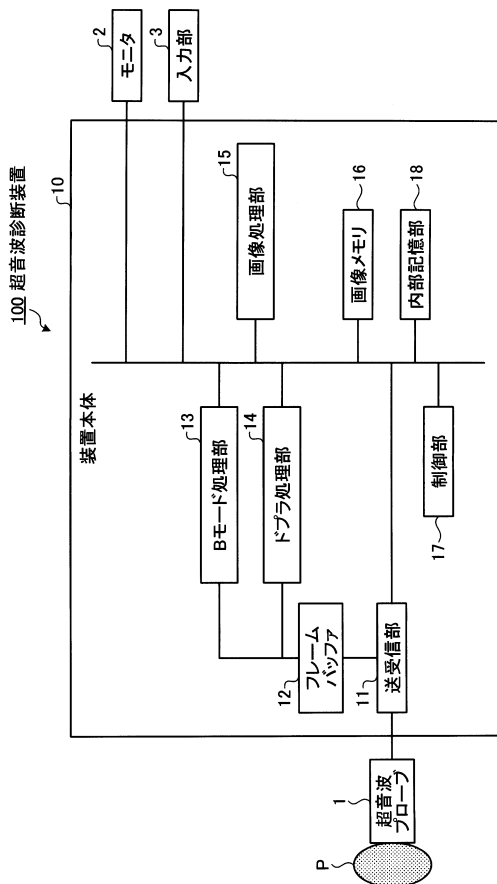 100 超音波診断装置
10
装置本体
2
モニタ
3
入力部
13
Bモード処理部
14
ドプラ処理部
15
画像処理部
12
フレーム
バッファ
16
画像メモリ
18
内部記憶部
11
送受信部
17
制御部
1
超音波
プローブ
P